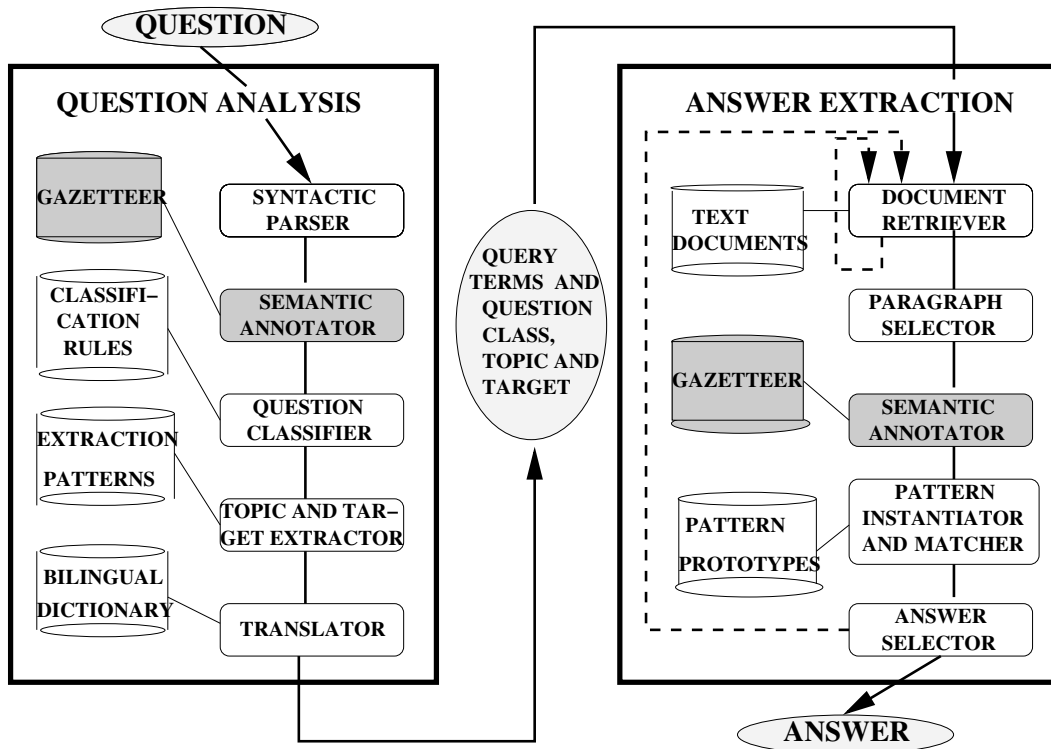 QUESTION
QUESTION ANALYSIS
GAZETTEER
SYNTACTIC
PARSER
CLASSIFI-
CATION
RULES
SEMANTIC
ANNOTATOR
EXTRACTION
PATTERNS
QUESTION
CLASSIFIER
TOPIC AND TAR-
GET EXTRACTOR
BILINGUAL
DICTIONARY
TRANSLATOR
QUERY
TERMS AND
QUESTION
CLASS,
TOPIC AND
TARGET
ANSWER EXTRACTION
TEXT
DOCUMENTS
DOCUMENT
RETRIEVER
PARAGRAPH
SELECTOR
GAZETTEER
SEMANTIC
ANNOTATOR
PATTERN
PROTOTYPES
PATTERN
INSTANTIATOR
AND MATCHER
ANSWER
SELECTOR
ANSWER